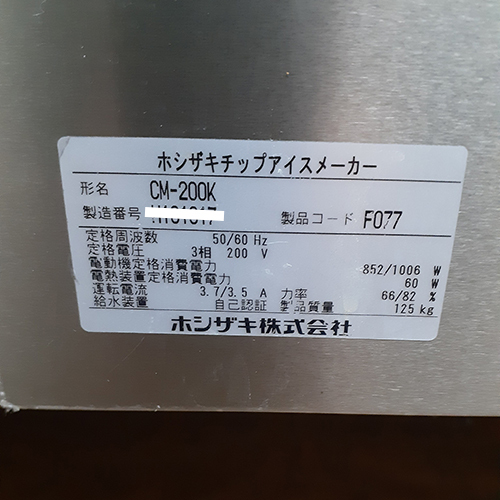 ホシザキチップアイスメーカー
形名 CM-200K
製造番号 製品コード F077
定格周波数 50/60 Hz
定格電圧 3相 200 V
電動機定格消費電力 852/1006 W
電熱装置定格消費電力 60 W
運転電流 3.7/3.5 A 力率 66/82 %
給水装置 自己認証 製品質量 125 kg
ホシザキ株式会社